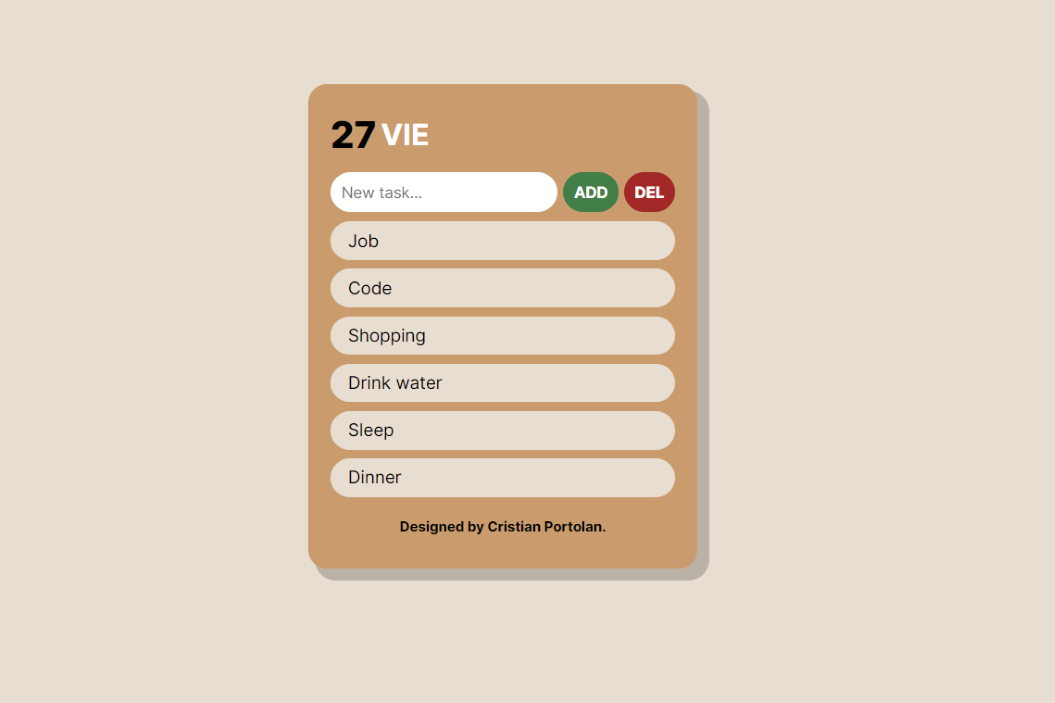 27 VIE
New task...
ADD
DEL
Job
Code
Shopping
Drink water
Sleep
Dinner
Designed by Cristian Portolan.